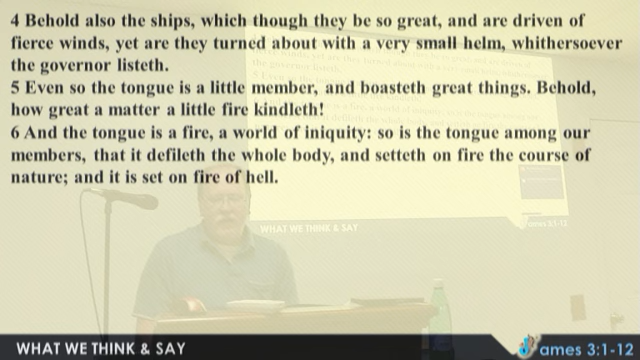 4 Behold also the ships, which though they be so great, and are driven of
fierce winds, yet are they turned about with a very small helm, whithersoever
the governor listeth.
5 Even so the tongue is a little member, and boasteth great things. Behold,
how great a matter a little fire kindleth!
6 And the tongue is a fire, a world of iniquity: so is the tongue among our
members, that it defileth the whole body, and setteth on fire the course of
nature; and it is set on fire of hell.
WHAT WE THINK & SAY
ames 3:1-12
WHAT WE THINK & SAY
James 3:1-12